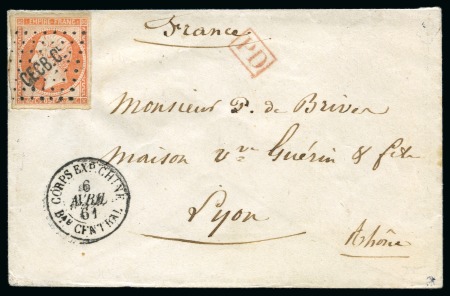 EMPIRE FRANC.
CECB.C
France
PD
Monsieur P. de Brives
maison vve Guérin & fils
Lyon
Rhône
CORPS EXP. CHINE
6
AVRIL
61
Bau CENTRAL